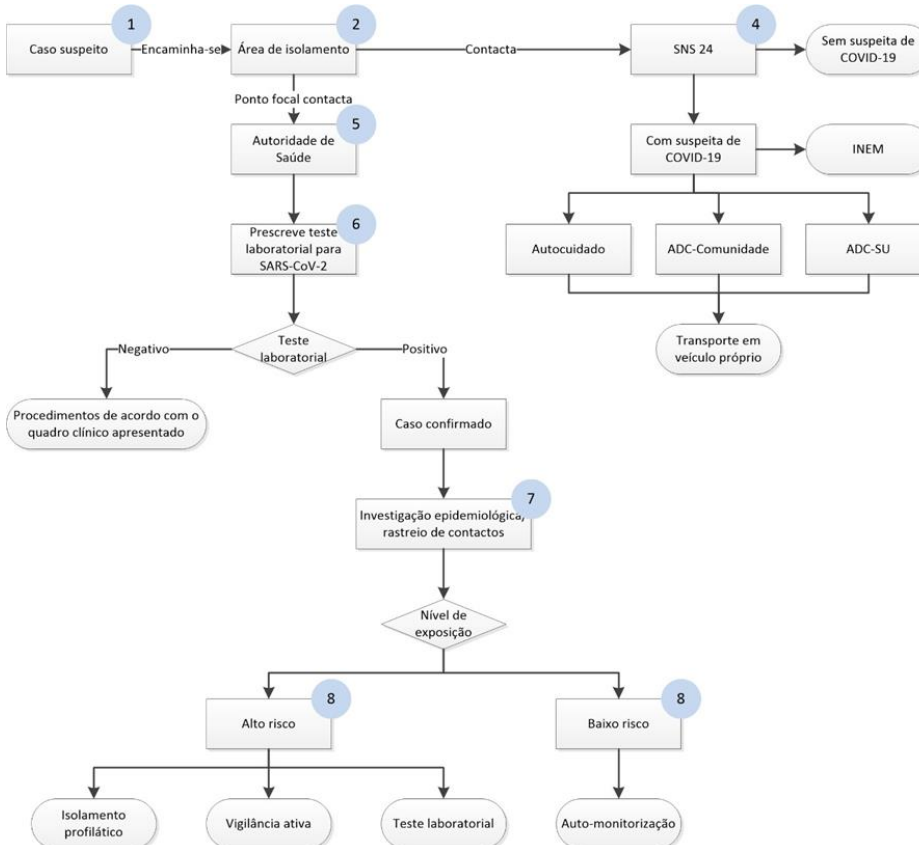 1
2
4
Caso suspeito
Encaminha-se
Área de isolamento
Contacta
SNS 24
Sem suspeita de
COVID-19
Ponto focal contacta
5
Autoridade de
Saúde
Com suspeita de
COVID-19
INEM
6
Prescreve teste
laboratorial para
SARS-CoV-2
Autocuidado
ADC-Comunidade
ADC-SU
Negativo
Teste
laboratorial
Positivo
Transporte em
veículo próprio
Procedimentos de acordo com o
quadro clínico apresentado
Caso confirmado
7
Investigação epidemiológica/
rastreio de contactos
Nível de
exposição
8
8
Alto risco
Baixo risco
Isolamento
profilático
Vigilância ativa
Teste laboratorial
Auto-monitorização